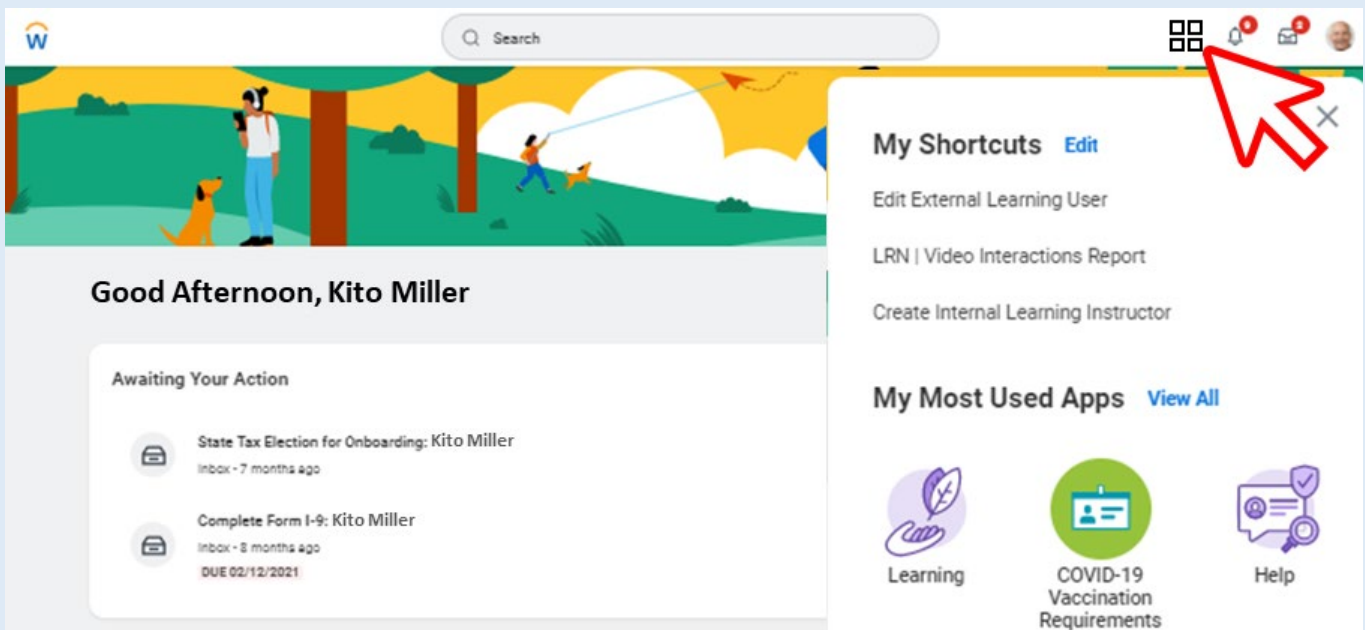 Search
My Shortcuts Edit
Edit External Learning User
LRN | Video Interactions Report
Create Internal Learning Instructor
Good Afternoon, Kito Miller
Awaiting Your Action
State Tax Election for Onboarding: Kito Miller
Inbox - 7 months ago
Complete Form I-9: Kito Miller
Inbox - 8 months ago
DUE 02/12/2021
My Most Used Apps View All
Learning
COVID-19
Vaccination
Requirements
Help